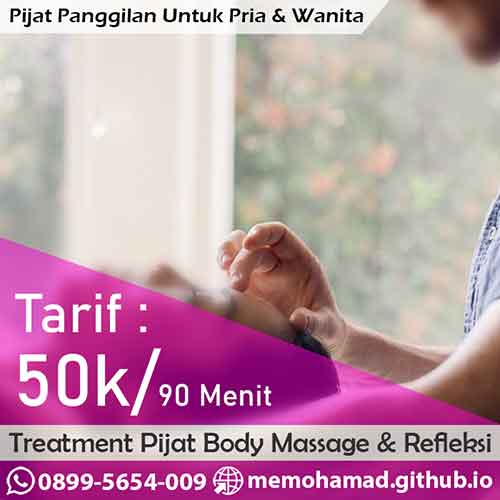 Pijat Panggilan Untuk Pria & Wanita
Tarif :
50k/90 Menit
Treatment Pijat Body Massage & Refleksi
0899-5654-009 memohamad.github.io